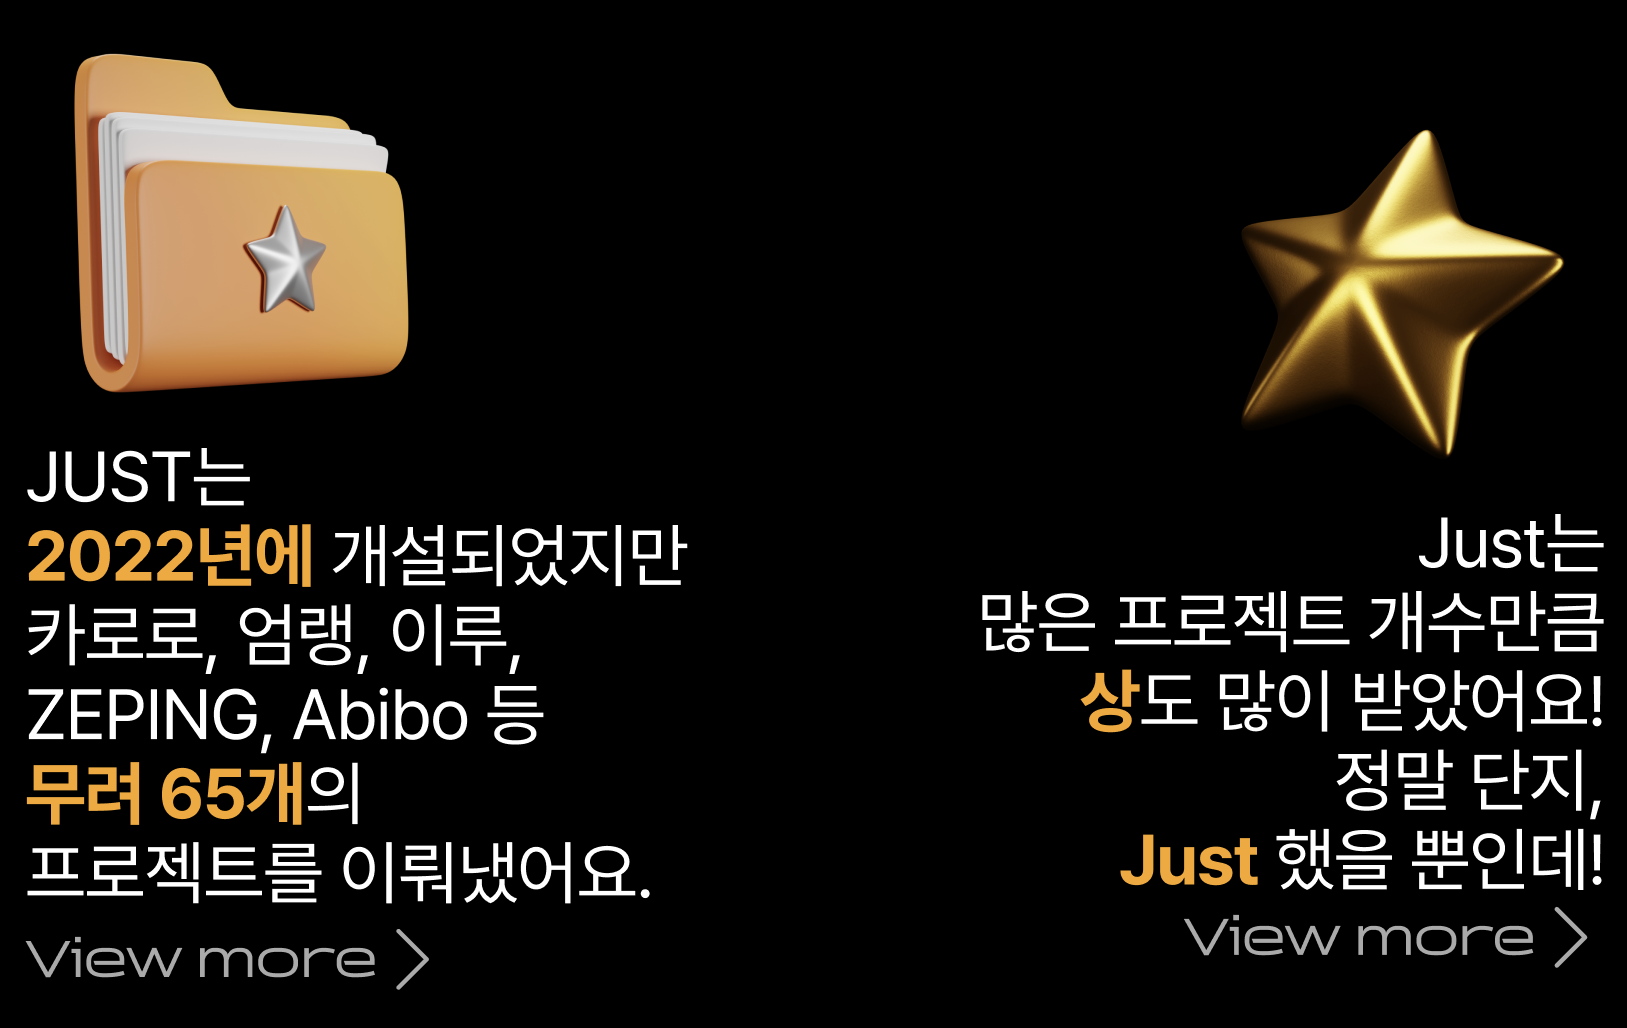 JUST는
2022년에 개설되었지만
카로로, 엄랭, 이루,
ZEPING, Abibo 등
무려 65개의
프로젝트를 이뤄냈어요.
View more
Just는
많은 프로젝트 개수만큼
상도 많이 받았어요!
정말 단지,
Just 했을 뿐인데!
View more